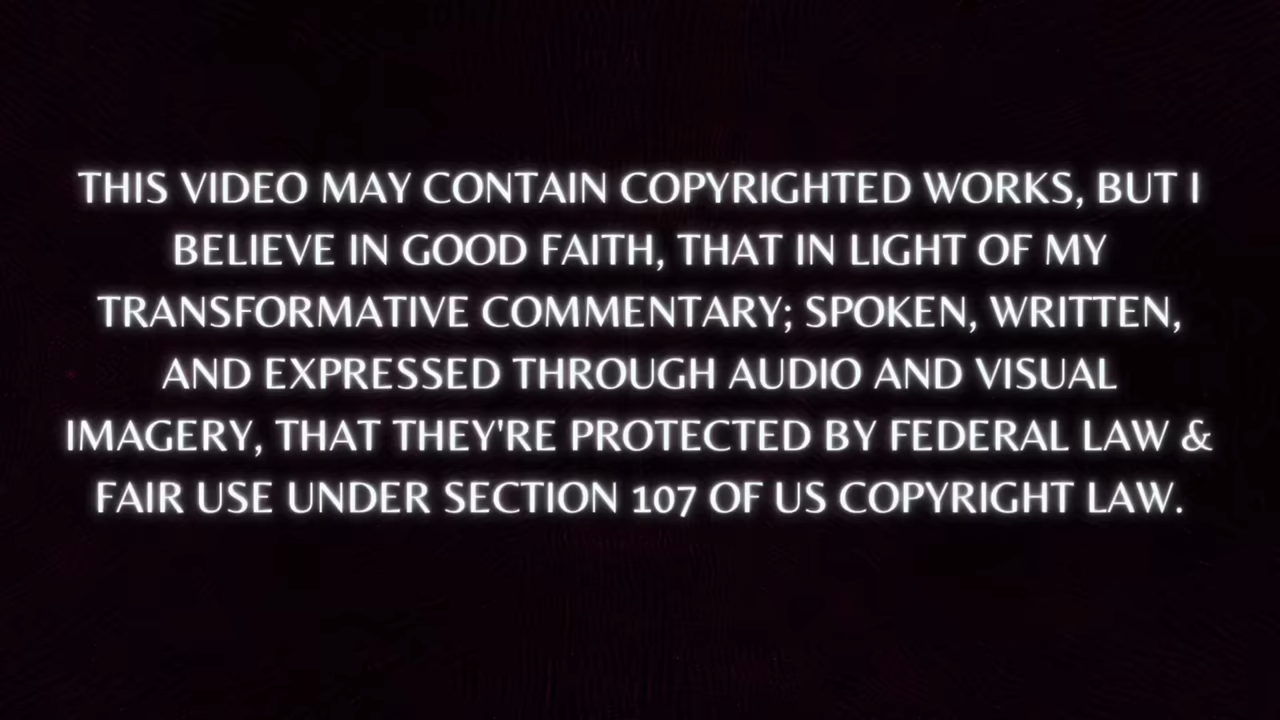 THIS VIDEO MAY CONTAIN COPYRIGHTED WORKS, BUT I
BELIEVE IN GOOD FAITH, THAT IN LIGHT OF MY
TRANSFORMATIVE COMMENTARY; SPOKEN, WRITTEN,
AND EXPRESSED THROUGH AUDIO AND VISUAL
IMAGERY, THAT THEY'RE PROTECTED BY FEDERAL LAW &
FAIR USE UNDER SECTION 107 OF US COPYRIGHT LAW.